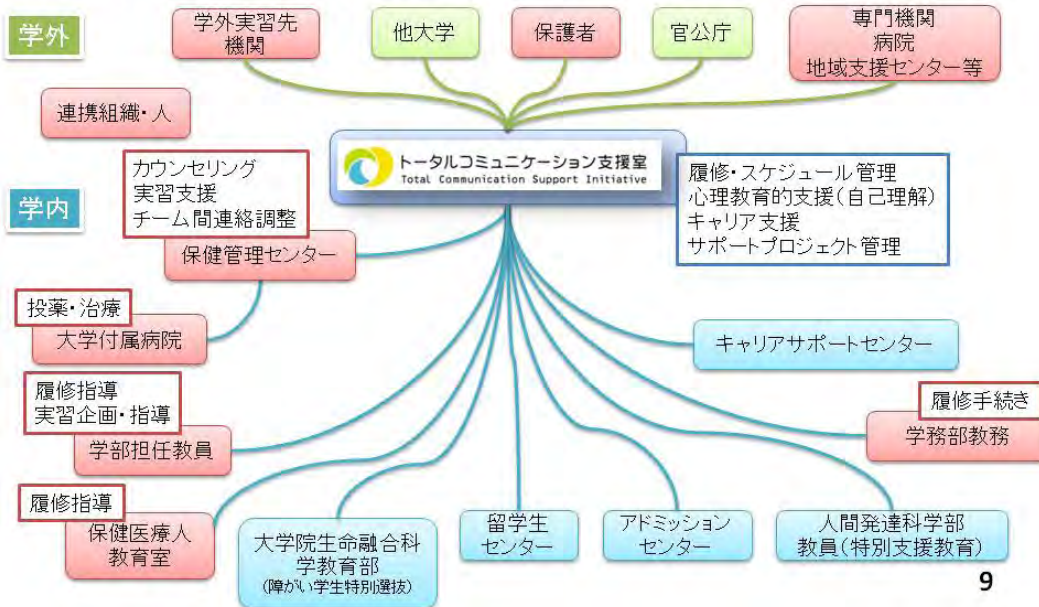 学外
学外実習先
機関
他大学
保護者
官公庁
専門機関
病院
地域支援センター等
連携組織・人
トータルコミュニケーション支援室
Total Communication Support Initiative
学内
カウンセリング
実習支援
チーム間連絡調整
保健管理センター
履修・スケジュール管理
心理教育的支援(自己理解)
キャリア支援
サポートプロジェクト管理
投薬・治療
大学付属病院
キャリアサポートセンター
履修指導
実習企画・指導
学部担任教員
履修手続き
学務部教務
履修指導
保健医療人
教育室
大学院生命融合科
学教育部
(障がい学生特別選抜)
留学生
センター
アドミッション
センター
人間発達科学部
教員(特別支援教育)
9